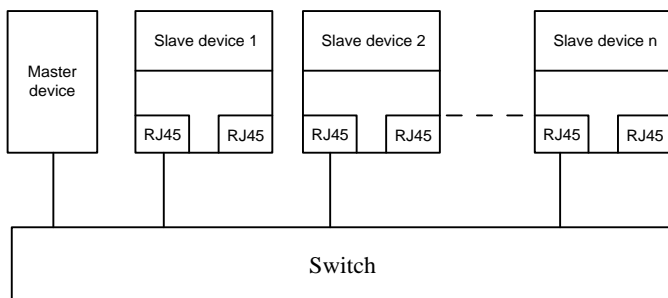 Master
device
Slave device 1
RJ45
RJ45
Slave device 2
RJ45
RJ45
Slave device n
RJ45
RJ45
Switch